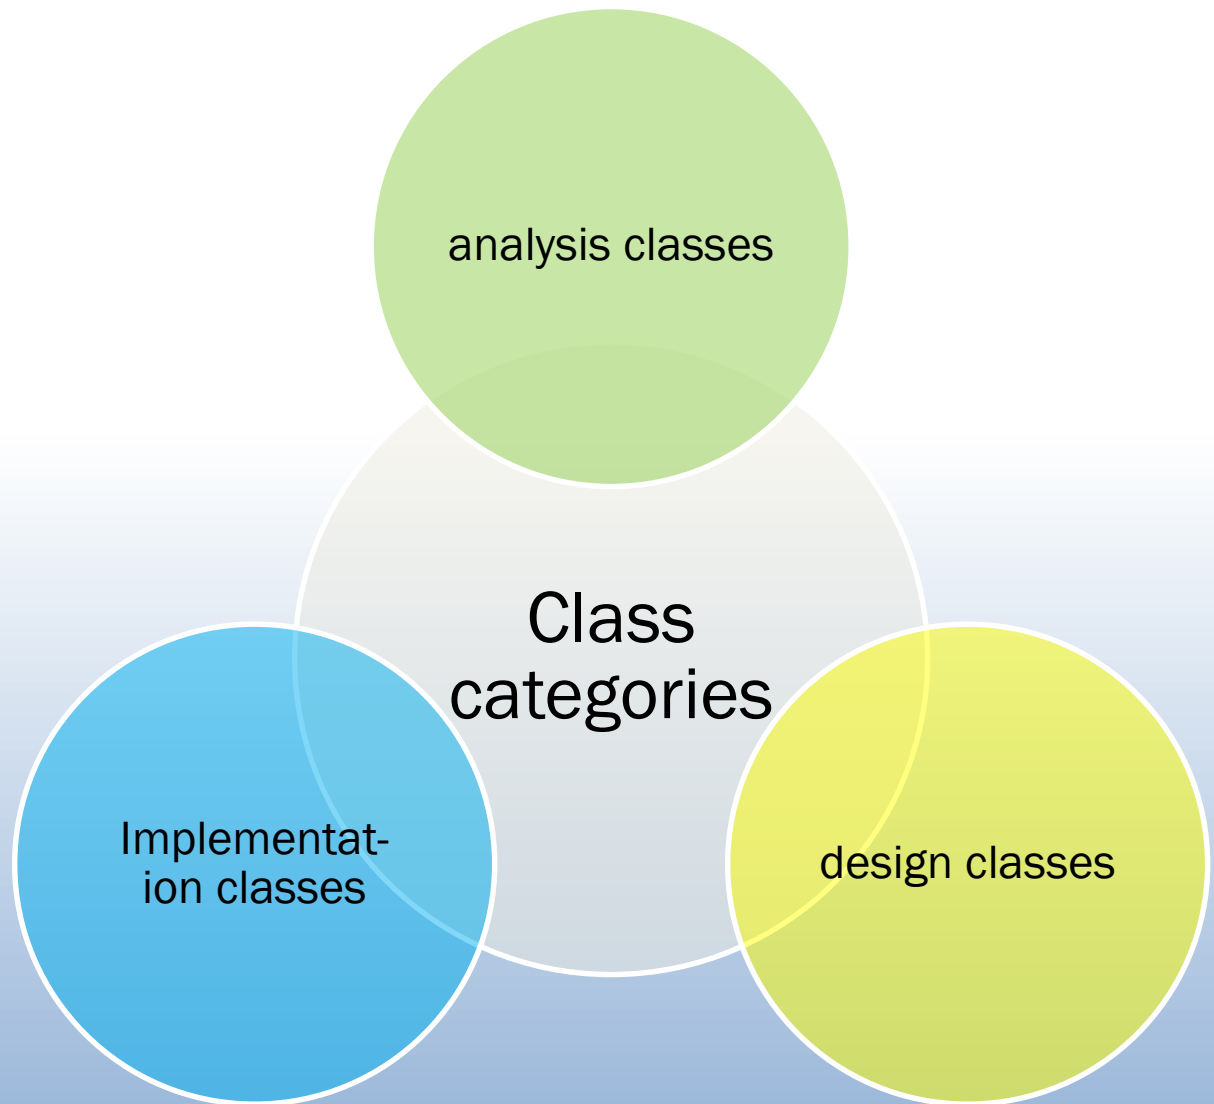 analysis classes
Class
categories
Implementat-
ion classes
design classes